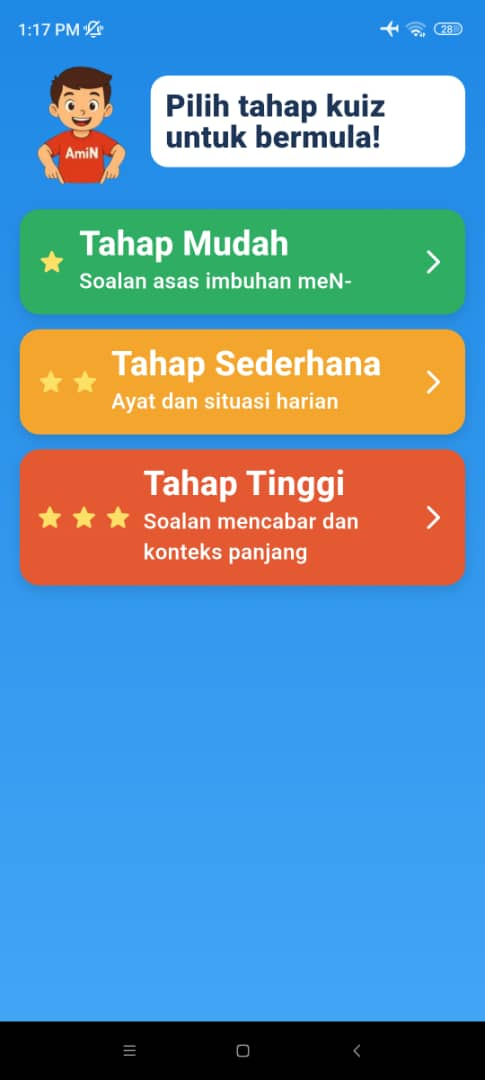 1:17 PM
28
AmiN
Pilih tahap kuiz
untuk bermula!
Tahap Mudah
Soalan asas imbuhan meN-
Tahap Sederhana
Ayat dan situasi harian
Tahap Tinggi
Soalan mencabar dan
konteks panjang